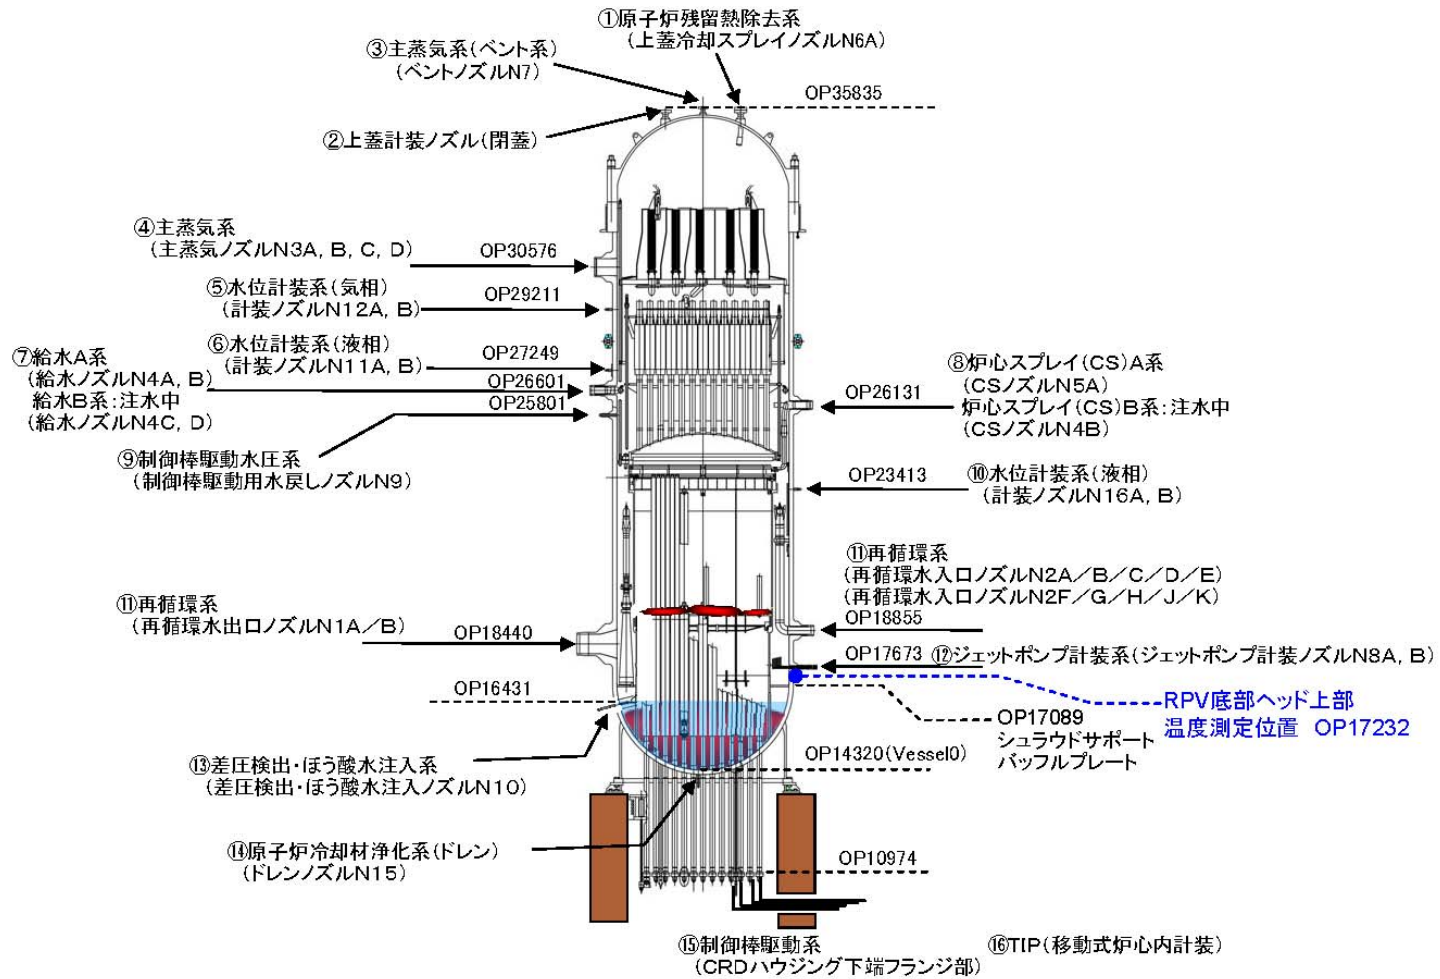 ①原子炉残留熱除去系
(上蓋冷却スプレイノズルN6A)
③主蒸気系(ベント系)
(ベントノズルN7)
OP35835
②上蓋計装ノズル(閉蓋)
④主蒸気系
(主蒸気ノズルN3A, B, C, D)
OP30576
⑤水位計装系(気相)
(計装ノズルN12A, B)
OP29211
⑥水位計装系(液相)
(計装ノズルN11A, B)
OP27249
⑦給水A系
(給水ノズルN4A, B)
給水B系:注水中
(給水ノズルN4C, D)
OP26601
OP25801
⑧炉心スプレイ(CS)A系
(CSノズルN5A)
炉心スプレイ(CS)B系:注水中
(CSノズルN4B)
OP26131
⑨制御棒駆動水圧系
(制御棒駆動用水戻しノズルN9)
OP23413
⑩水位計装系(液相)
(計装ノズルN16A, B)
⑪再循環系
(再循環水入口ノズルN2A/B/C/D/E)
(再循環水入口ノズルN2F/G/H/J/K)
OP18855
⑪再循環系
(再循環水出口ノズルN1A/B)
OP18440
OP17673 ⑫ジェットポンプ計装系(ジェットポンプ計装ノズルN8A, B)
OP16431
RPV底部ヘッド上部
温度測定位置 OP17232
OP17089
シュラウドサポート
バッフルプレート
OP14320(Vessel0)
⑬差圧検出・ほう酸水注入系
(差圧検出・ほう酸水注入ノズルN10)
⑭原子炉冷却材浄化系(ドレン)
(ドレンノズルN15)
OP10974
⑮制御棒駆動系
(CRDハウジング下端フランジ部)
⑯TIP(移動式炉心内計装)